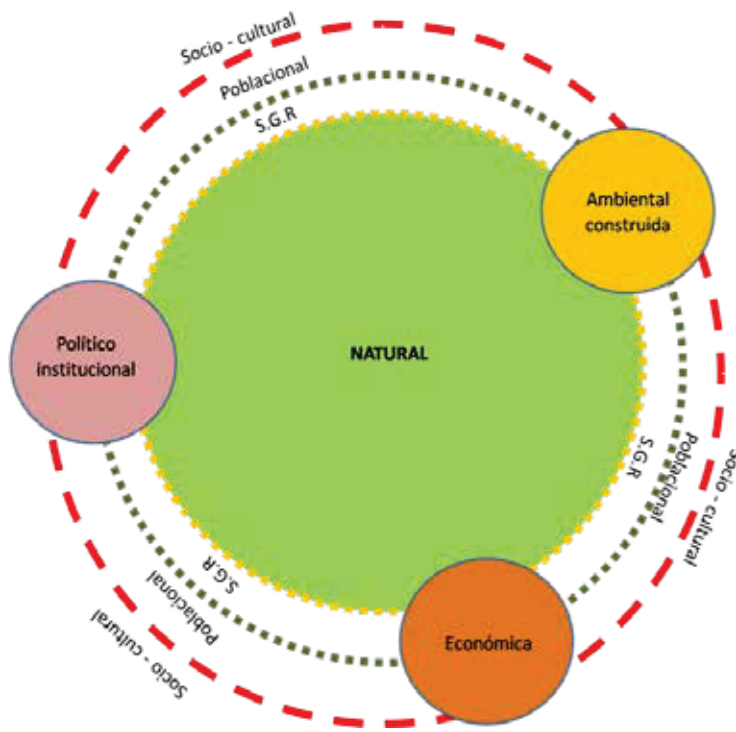 Socio - cultural
Poblacional
S.G.R
Ambiental
construida
Político
institucional
NATURAL
S.G.R
Poblacional
Socio - cultural
S.G.R
Poblacional
Socio - cultural
Económica